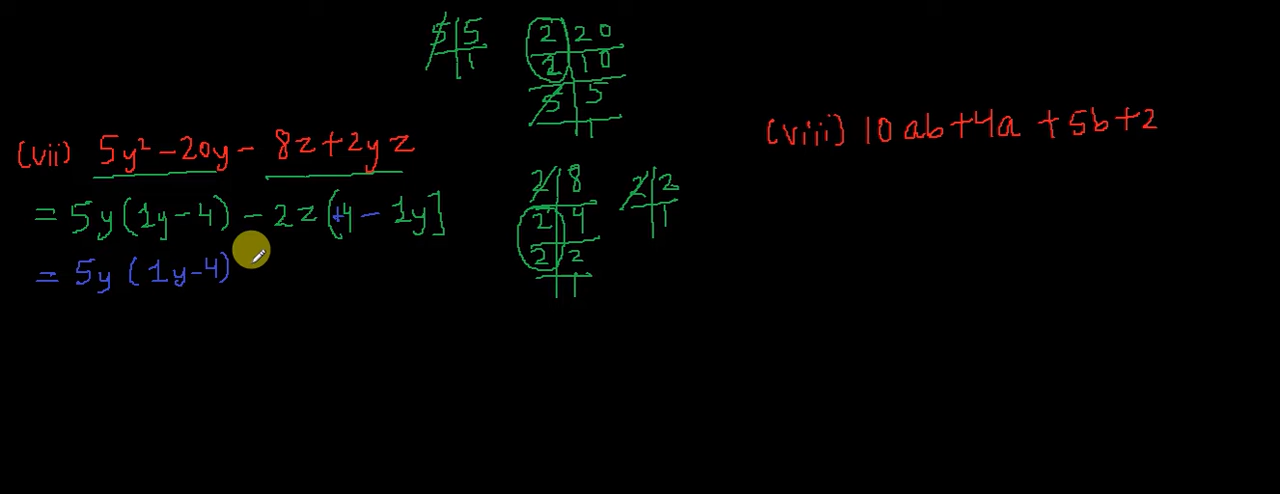 5 | 5
1
2 | 20
2 | 10
5 | 5
1
(vii) 5y² - 20y - 8z + 2yz
= 5y(1y - 4) - 2z(+4 - 1y]
= 5y (1y - 4)
2 | 8
2 | 4
2 | 2
1
2 | 2
1
(viii) 10ab + 4a + 5b + 2